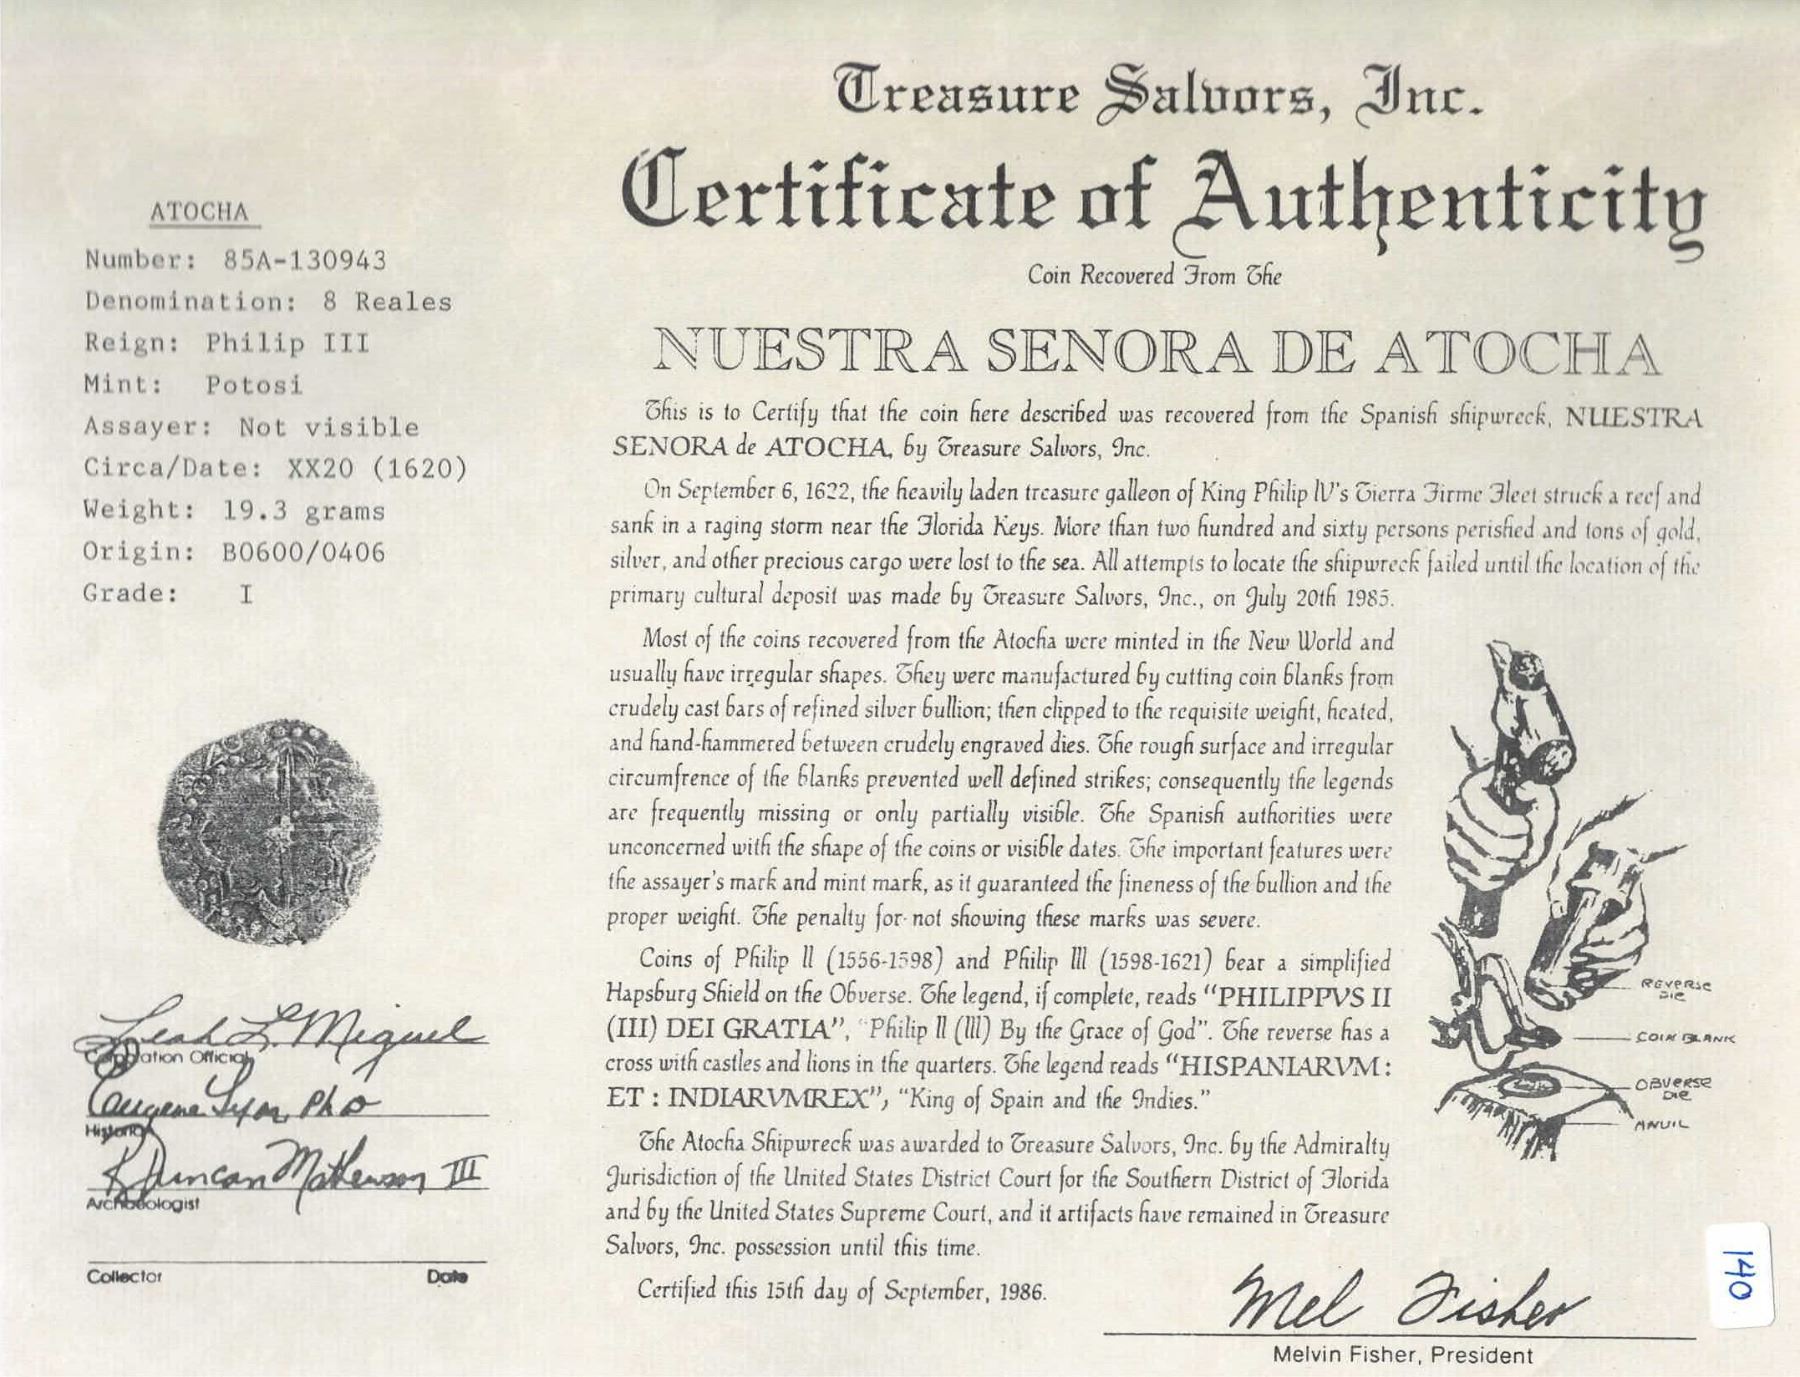 Treasure Salvors, Inc.
Certificate of Authenticity
Coin Recovered From The
NUESTRA SENORA DE ATOCHA
ATOCHA
Number: 85A-130943
Denomination: 8 Reales
Reign: Philip III
Mint: Potosi
Assayer: Not visible
Circa/Date: XX20 (1620)
Weight: 19.3 grams
Origin: B0600/0406
Grade: I
This is to Certify that the coin here described was recovered from the Spanish shipwreck, NUESTRA
SENORA de ATOCHA, by Treasure Salvors, Inc.
On September 6, 1622, the heavily laden treasure galleon of King Philip IV's Tierra Firme Fleet struck a reef and
sank in a raging storm near the Florida Keys. More than two hundred and sixty persons perished and tons of gold,
silver, and other precious cargo were lost to the sea. All attempts to locate the shipwreck failed until the location of the
primary cultural deposit was made by Treasure Salvors, Inc., on July 20th 1985.
Most of the coins recovered from the Atocha were minted in the New World and
usually have irregular shapes. They were manufactured by cutting coin blanks from
crudely cast bars of refined silver bullion; then clipped to the requisite weight, heated,
and hand-hammered between crudely engraved dies. The rough surface and irregular
circumfrence of the blanks prevented well defined strikes; consequently the legends
are frequently missing or only partially visible. The Spanish authorities were
unconcerned with the shape of the coins or visible dates. The important features were
the assayer's mark and mint mark, as it guaranteed the fineness of the bullion and the
proper weight. The penalty for not showing these marks was severe.
Coins of Philip II (1556-1598) and Philip III (1598-1621) bear a simplified
Hapsburg Shield on the Obverse. The legend, if complete, reads "PHILIPPVS II
(III) DEI GRATIA", "Philip II (III) By the Grace of God". The reverse has a
cross with castles and lions in the quarters. The legend reads "HISPANIARVM:
ET : INDIARVMREX", "King of Spain and the Indies."
The Atocha Shipwreck was awarded to Treasure Salvors, Inc. by the Admiralty
Jurisdiction of the United States District Court for the Southern District of Florida
and by the United States Supreme Court, and it artifacts have remained in Treasure
Salvors, Inc. possession until this time.
Certified this 15th day of September, 1986.
REVERSE
DIE
COIN BLANK
OBVERSE
DIE
ANVIL
Leah L. Miguel
Corporation Official
Eugene Lyon, PhD
Historian
R Duncan Mathewson III
Archaeologist
Collector Date
Mel Fisher
Melvin Fisher, President
140